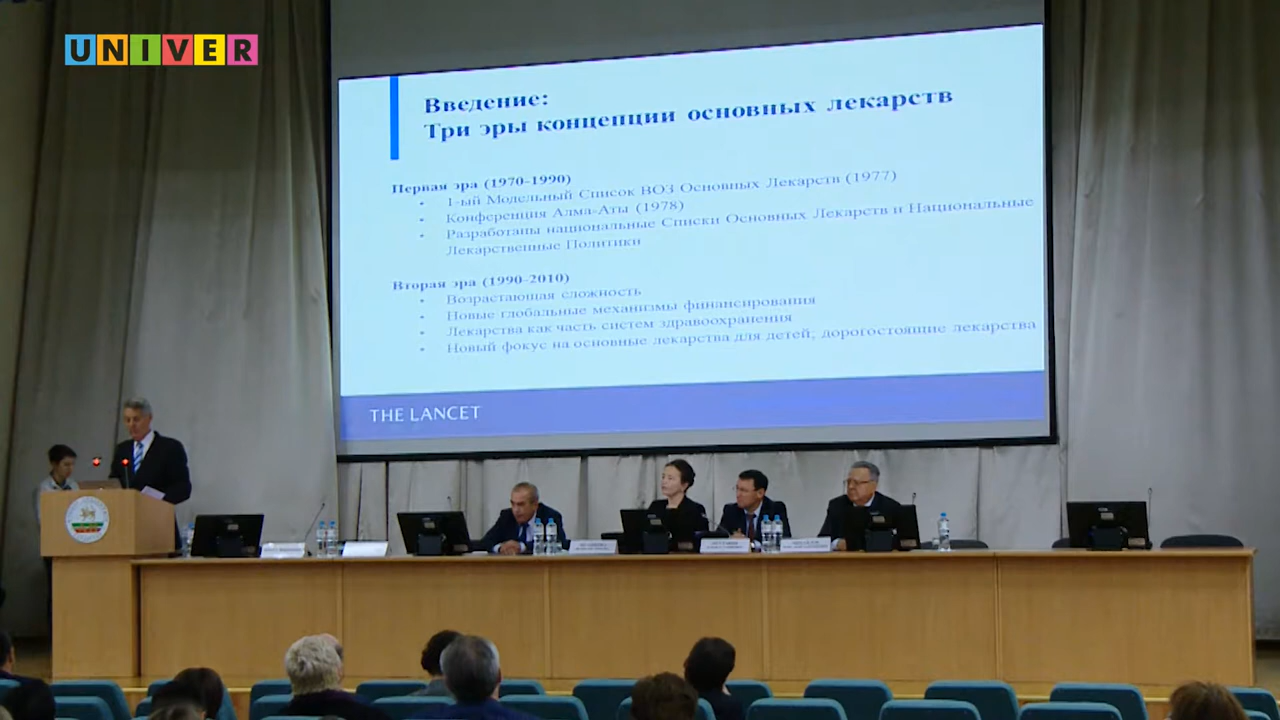 UNIVER
Введение:
Три эры концепции основных лекарств
Первая эра (1970-1990)
• 1-ый Модельный Список ВОЗ Основных Лекарств (1977)
• Конференция Алма-Аты (1978)
• Разработаны национальные Списки Основных Лекарств и Национальные
Лекарственные Политики
Вторая эра (1990-2010)
• Возрастающая сложность
• Новые глобальные механизмы финансирования
• Лекарства как часть систем здравоохранения
• Новый фокус на основные лекарства для детей; дорогостоящие лекарства
THE LANCET